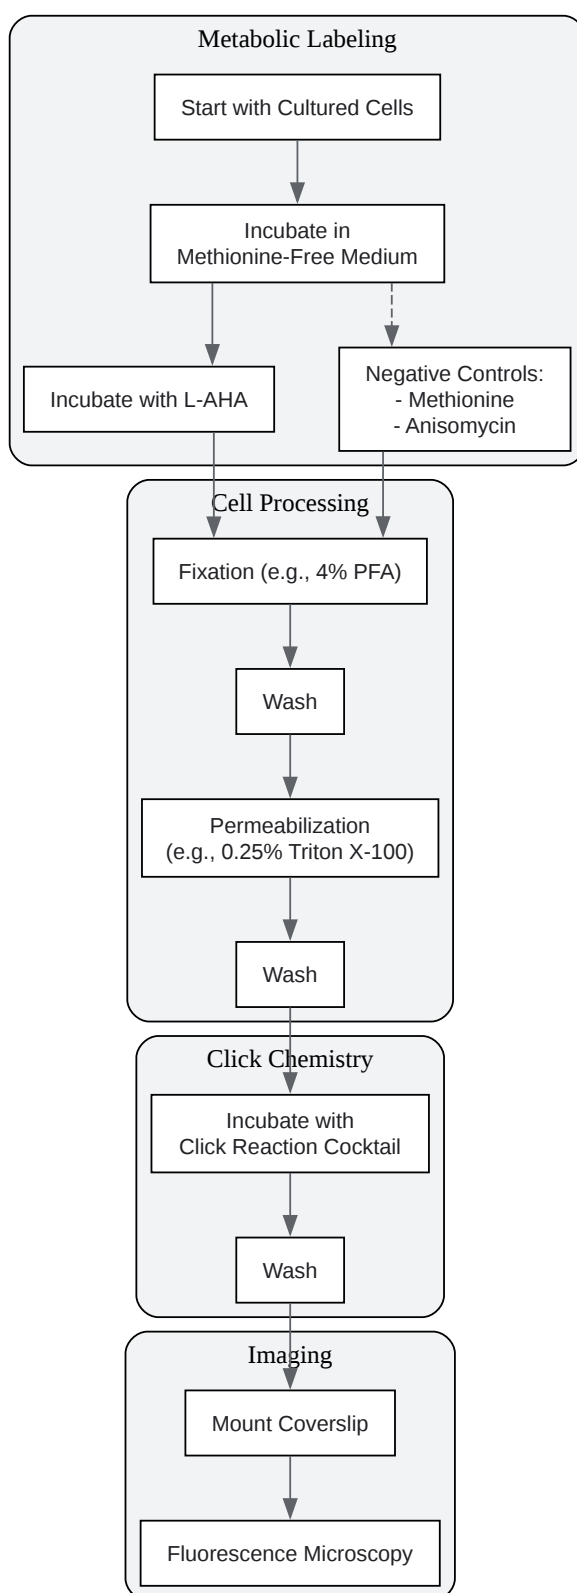 Metabolic Labeling
Start with Cultured Cells
Incubate in
Methionine-Free Medium
Incubate with L-AHA
Negative Controls:
- Methionine
- Anisomycin
Cell Processing
Fixation (e.g., 4% PFA)
Wash
Permeabilization
(e.g., 0.25% Triton X-100)
Wash
Click Chemistry
Incubate with
Click Reaction Cocktail
Wash
Imaging
Mount Coverslip
Fluorescence Microscopy